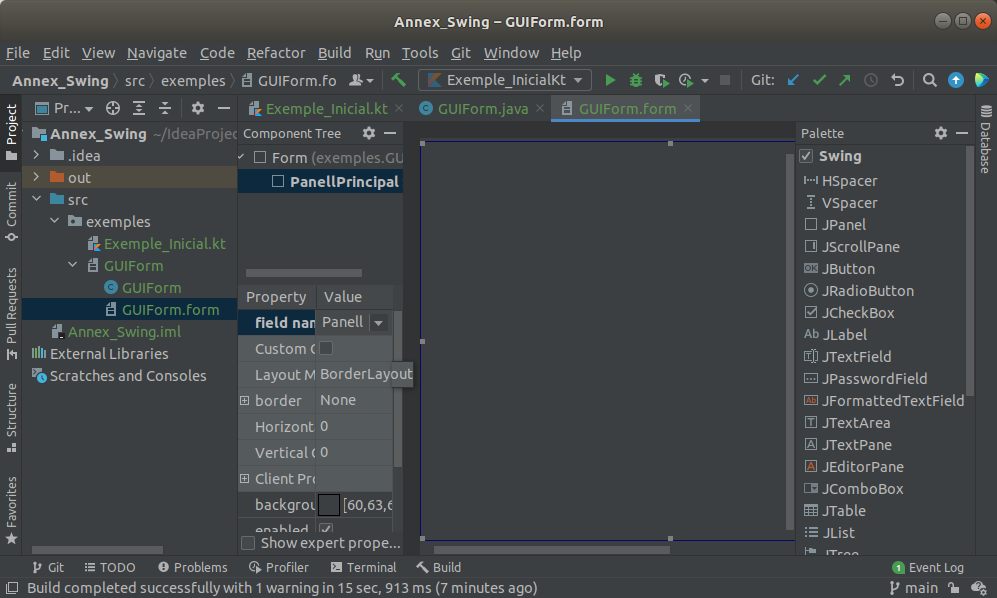 Annex_Swing – GUIForm.form
File Edit View Navigate Code Refactor Build Run Tools Git Window Help
Annex_Swing src exemples GUIForm.fo Exemple_InicialKt Git:
Project
Commit
Pull Requests
Structure
Favorites
Pr...
Annex_Swing ~/IdeaProjec
.idea
out
src
exemples
Exemple_Inicial.kt
GUIForm
GUIForm
GUIForm.form
Annex_Swing.iml
External Libraries
Scratches and Consoles
Exemple_Inicial.kt GUIForm.java GUIForm.form
Component Tree
Form (exemples.GU
PanellPrincipal
Property Value
field nan Panell
Custom C
Layout M BorderLayout
border None
Horizont 0
Vertical G 0
Client Pro
backgrou [60,63,6
enabled
Show expert prope...
Palette
Swing
HSpacer
VSpacer
JPanel
JScrollPane
OK JButton
JRadioButton
JCheckBox
Ab JLabel
JTextField
JPasswordField
Ab JFormattedTextField
JTextArea
JTextPane
JEditorPane
JComboBox
JTable
JList
JTree
Database
Git TODO Problems Profiler Terminal Build 1 Event Log
Build completed successfully with 1 warning in 15 sec, 913 ms (7 minutes ago) main